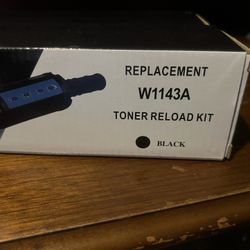 REPLACEMENT
W1143A
TONER RELOAD KIT
BLACK